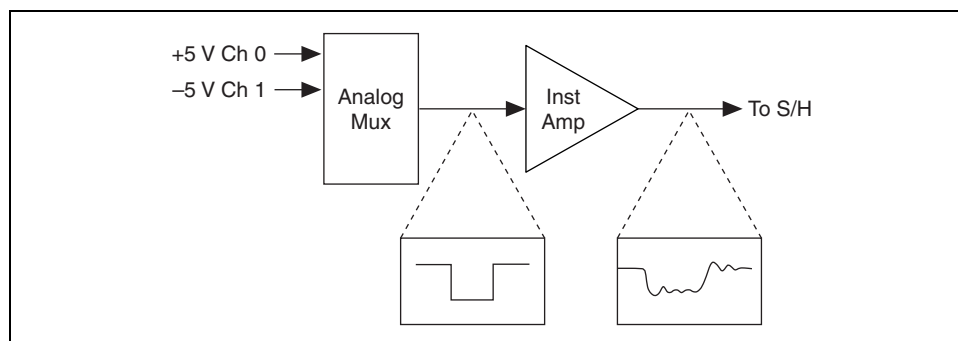 +5 V Ch 0
–5 V Ch 1
Analog
Mux
Inst
Amp
To S/H